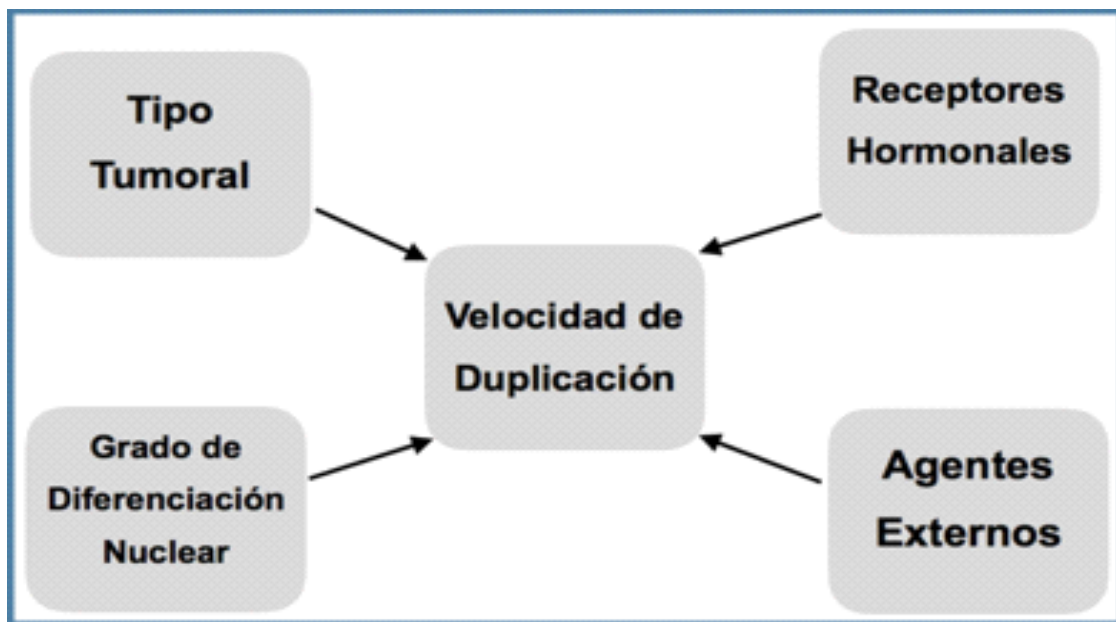 Tipo
Tumoral
Receptores
Hormonales
Velocidad de
Duplicación
Grado de
Diferenciación
Nuclear
Agentes
Externos